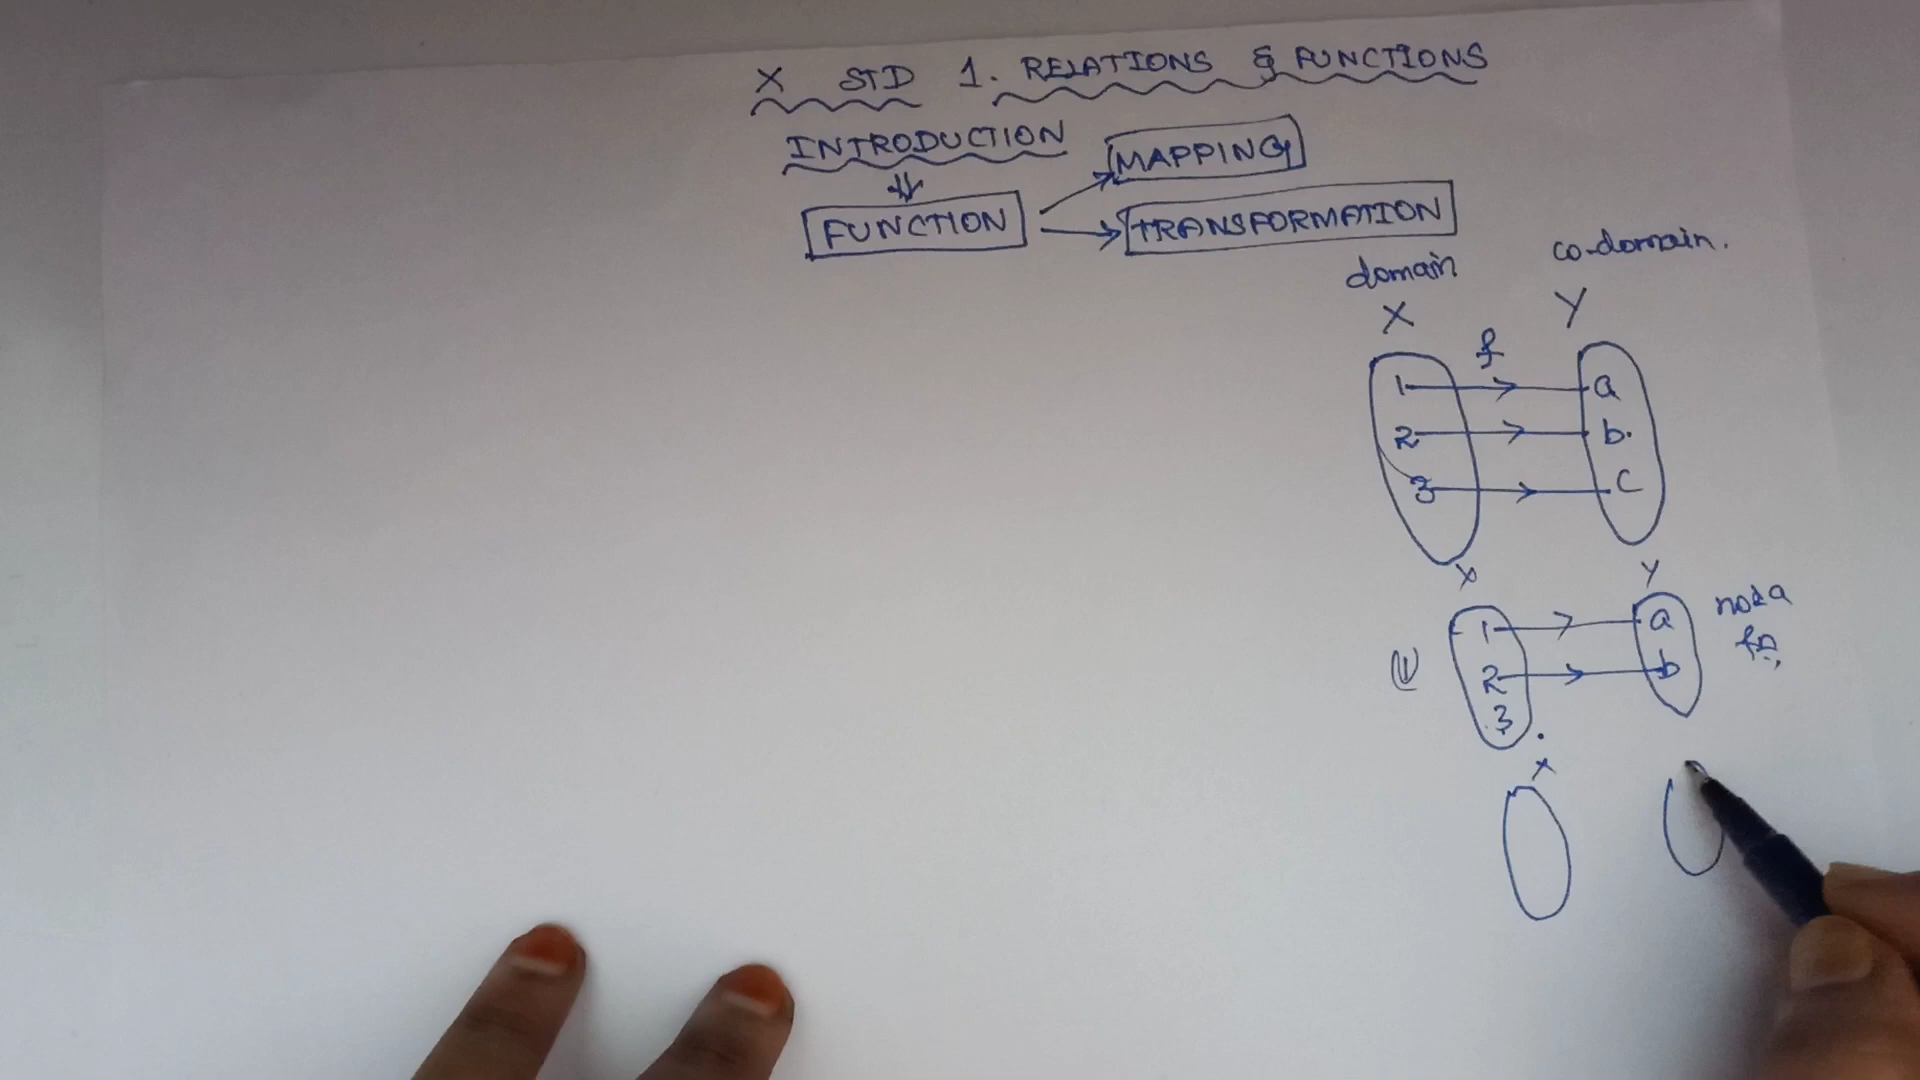 X STD 1. RELATIONS & FUNCTIONS
INTRODUCTION
MAPPING
FUNCTION
TRANSFORMATION
domain
co-domain.
X
Y
f
1
a
2
b.
3
c
X
Y
1
a
not a
fn
2
b
3
X